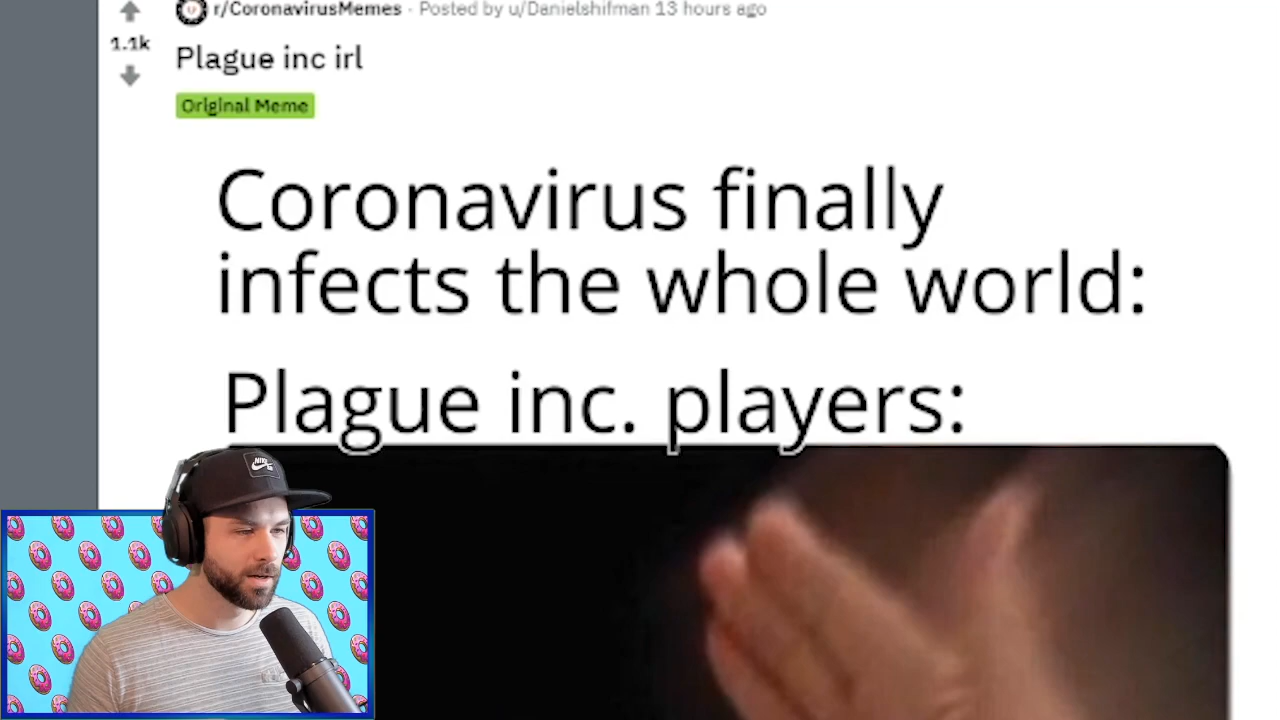 r/CoronavirusMemes · Posted by u/Danielshifman 13 hours ago
1.1k
Plague inc irl
Original Meme
Coronavirus finally
infects the whole world:
Plague inc. players: